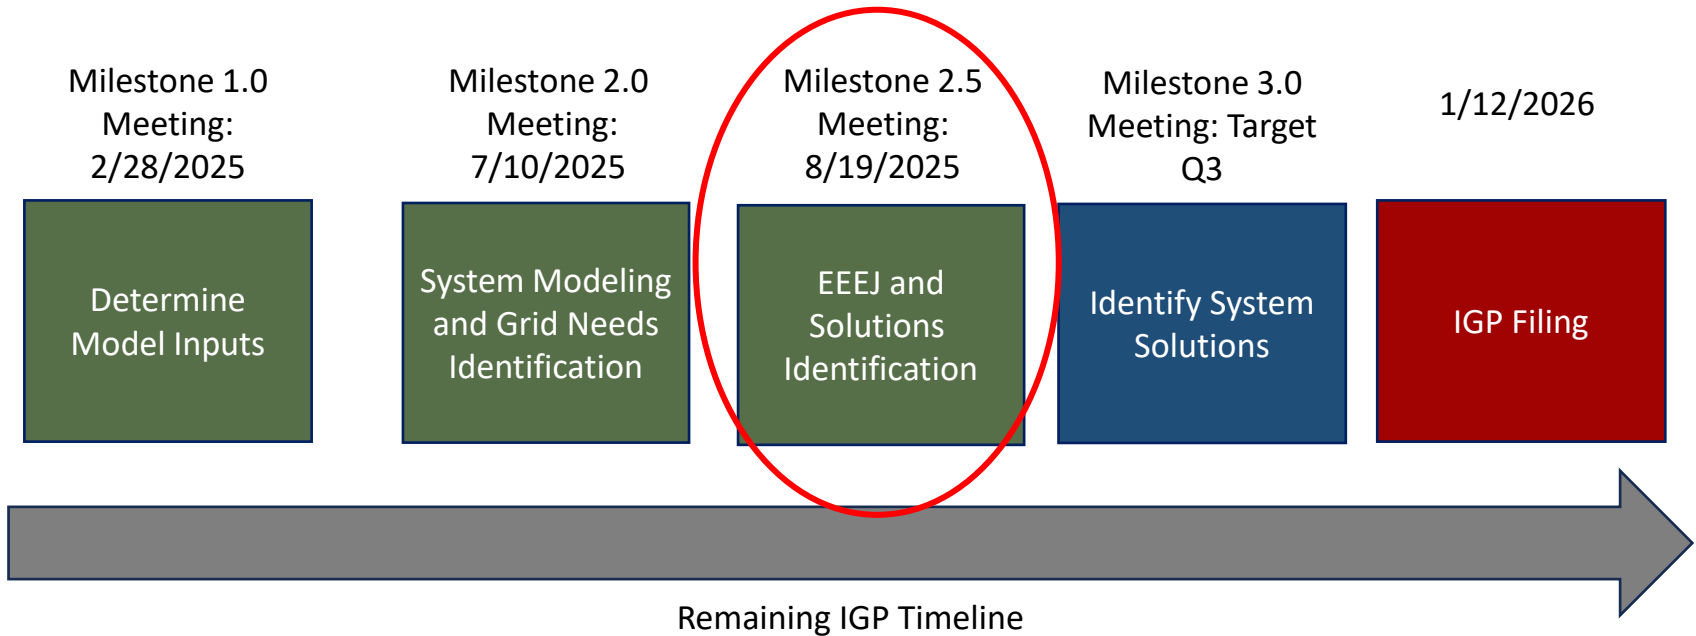 Milestone 1.0
Meeting:
2/28/2025
Milestone 2.0
Meeting:
7/10/2025
Milestone 2.5
Meeting:
8/19/2025
Milestone 3.0
Meeting: Target
Q3
1/12/2026
Determine
Model Inputs
System Modeling
and Grid Needs
Identification
EEEJ and
Solutions
Identification
Identify System
Solutions
IGP Filing
Remaining IGP Timeline